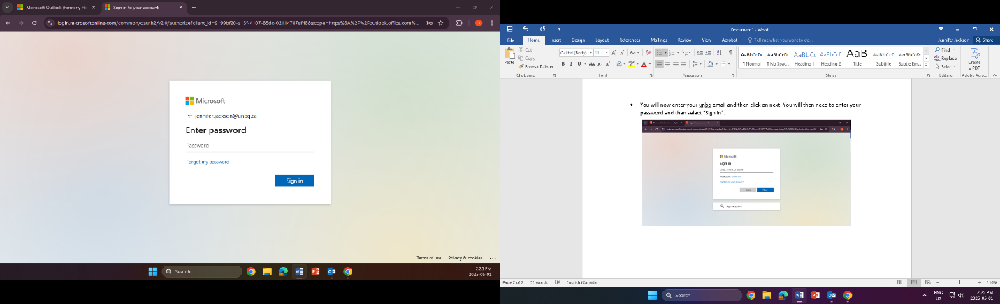 Microsoft Outlook (formerly Ho
Sign in to your account
login.microsoftonline.com/common/oauth2/v2.0/authorize?client_id=9199bf20-a13f-4107-85dc-02114787ef48&scope=https%3A%2F%2Foutlook.office.com%...
J
Microsoft
jennifer.jackson@unbq.ca
Enter password
Password
Forgot my password
Sign in
Terms of use Privacy & cookies ...
Search
2:25 PM
2025-05-01
Document1 - Word
File Home Insert Design Layout References Mailings Review View Acrobat Tell me what you want to do... Jennifer Jackson Share
Paste Cut
Copy
Format Painter
Clipboard
Calibri (Body) 11 Aa
B I U abc x₂ x² A A
Font
Paragraph
AaBbCcDc AaBbCcDc AaBbCc AaBbCcE AaB AaBbCcC AaBbCcDc
¶ Normal ¶ No Spac... Heading 1 Heading 2 Title Subtitle Subtle Em...
Styles
Find
Replace
Select
Editing
Create
a PDF
Adobe Acro...
• You will now enter your unbq email and then click on next. You will then need to enter your
password and then select “Sign in”.
Microsoft
Sign in
Back Next
Sign-in options
Page 2 of 2 51 words English (Canada) 110%
Search
ENG
US
2:25 PM
2025-05-01